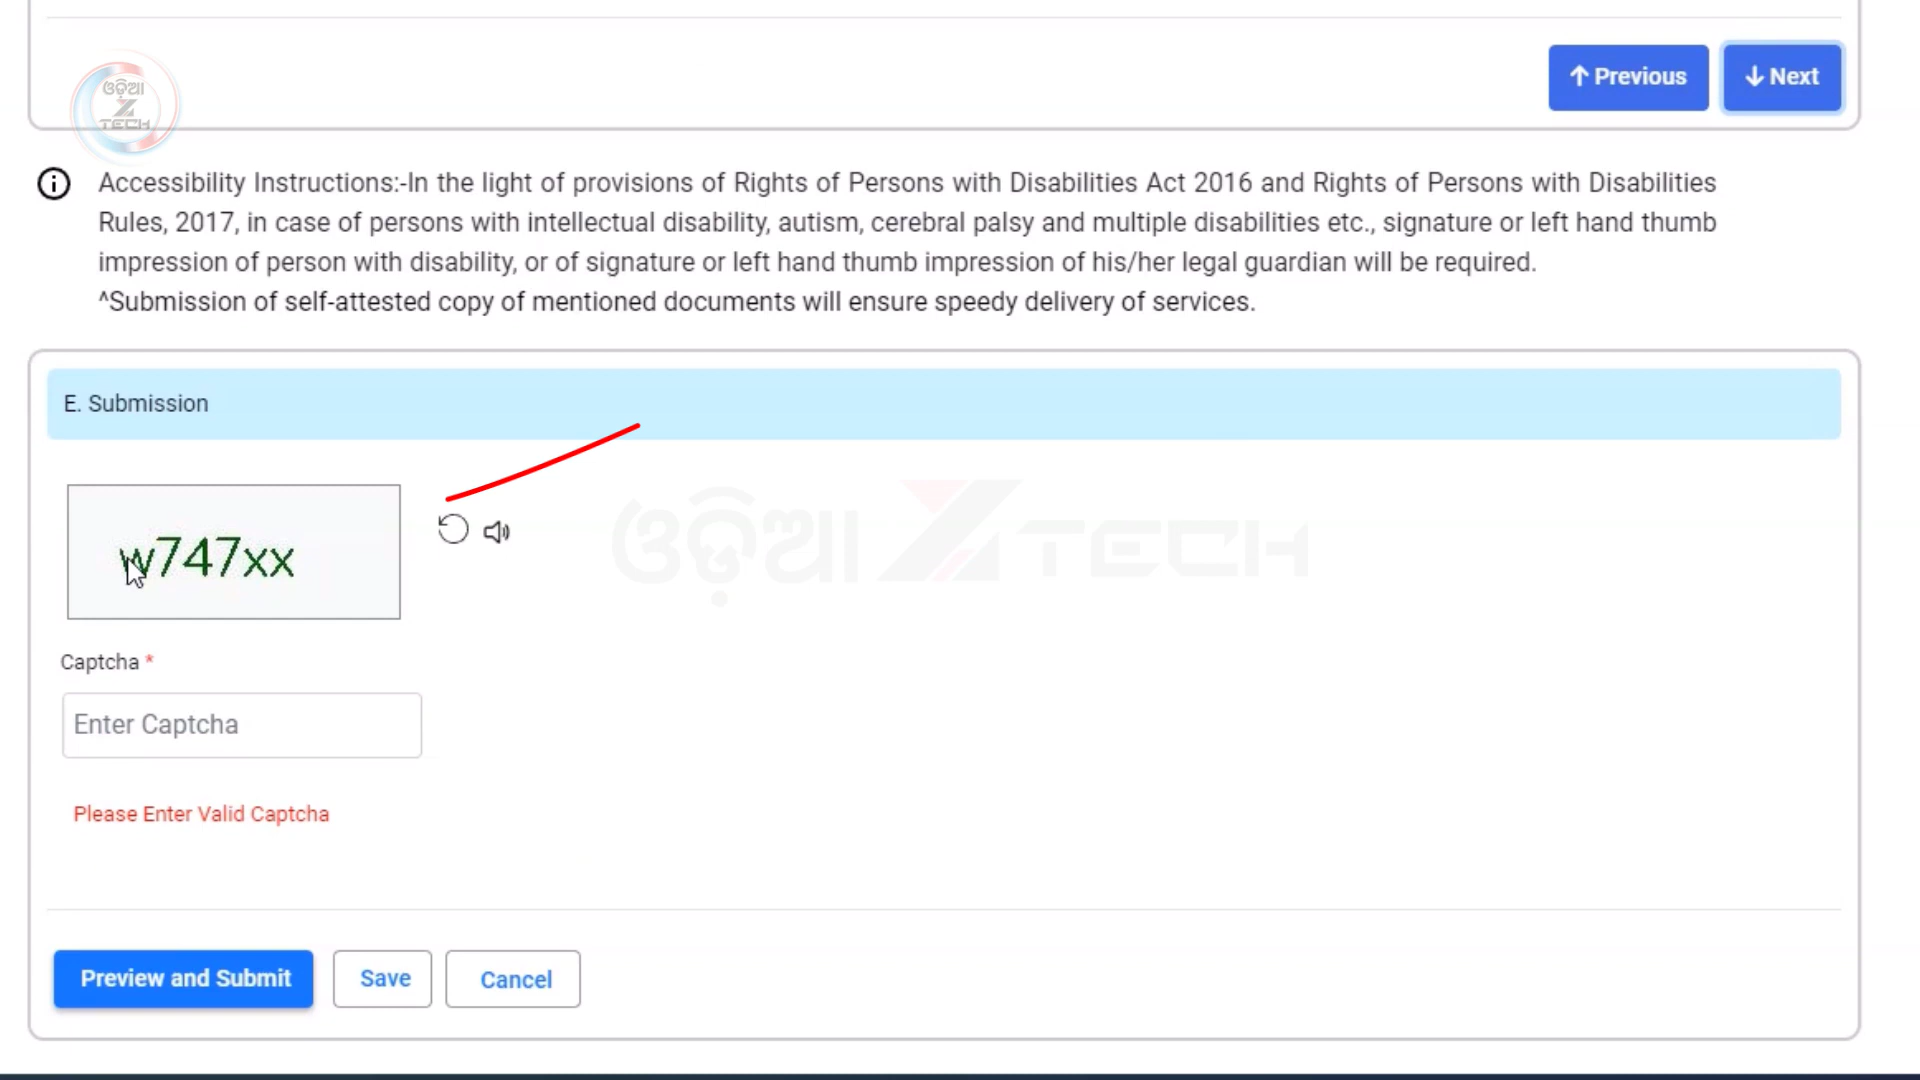 ଓଡ଼ିଆ
Z
TECH
↑ Previous
↓ Next
Accessibility Instructions:-In the light of provisions of Rights of Persons with Disabilities Act 2016 and Rights of Persons with Disabilities
Rules, 2017, in case of persons with intellectual disability, autism, cerebral palsy and multiple disabilities etc., signature or left hand thumb
impression of person with disability, or of signature or left hand thumb impression of his/her legal guardian will be required.
^Submission of self-attested copy of mentioned documents will ensure speedy delivery of services.
E. Submission
w747xx
ଓଡ଼ିଆ Z TECH
Captcha *
Enter Captcha
Please Enter Valid Captcha
Preview and Submit
Save
Cancel